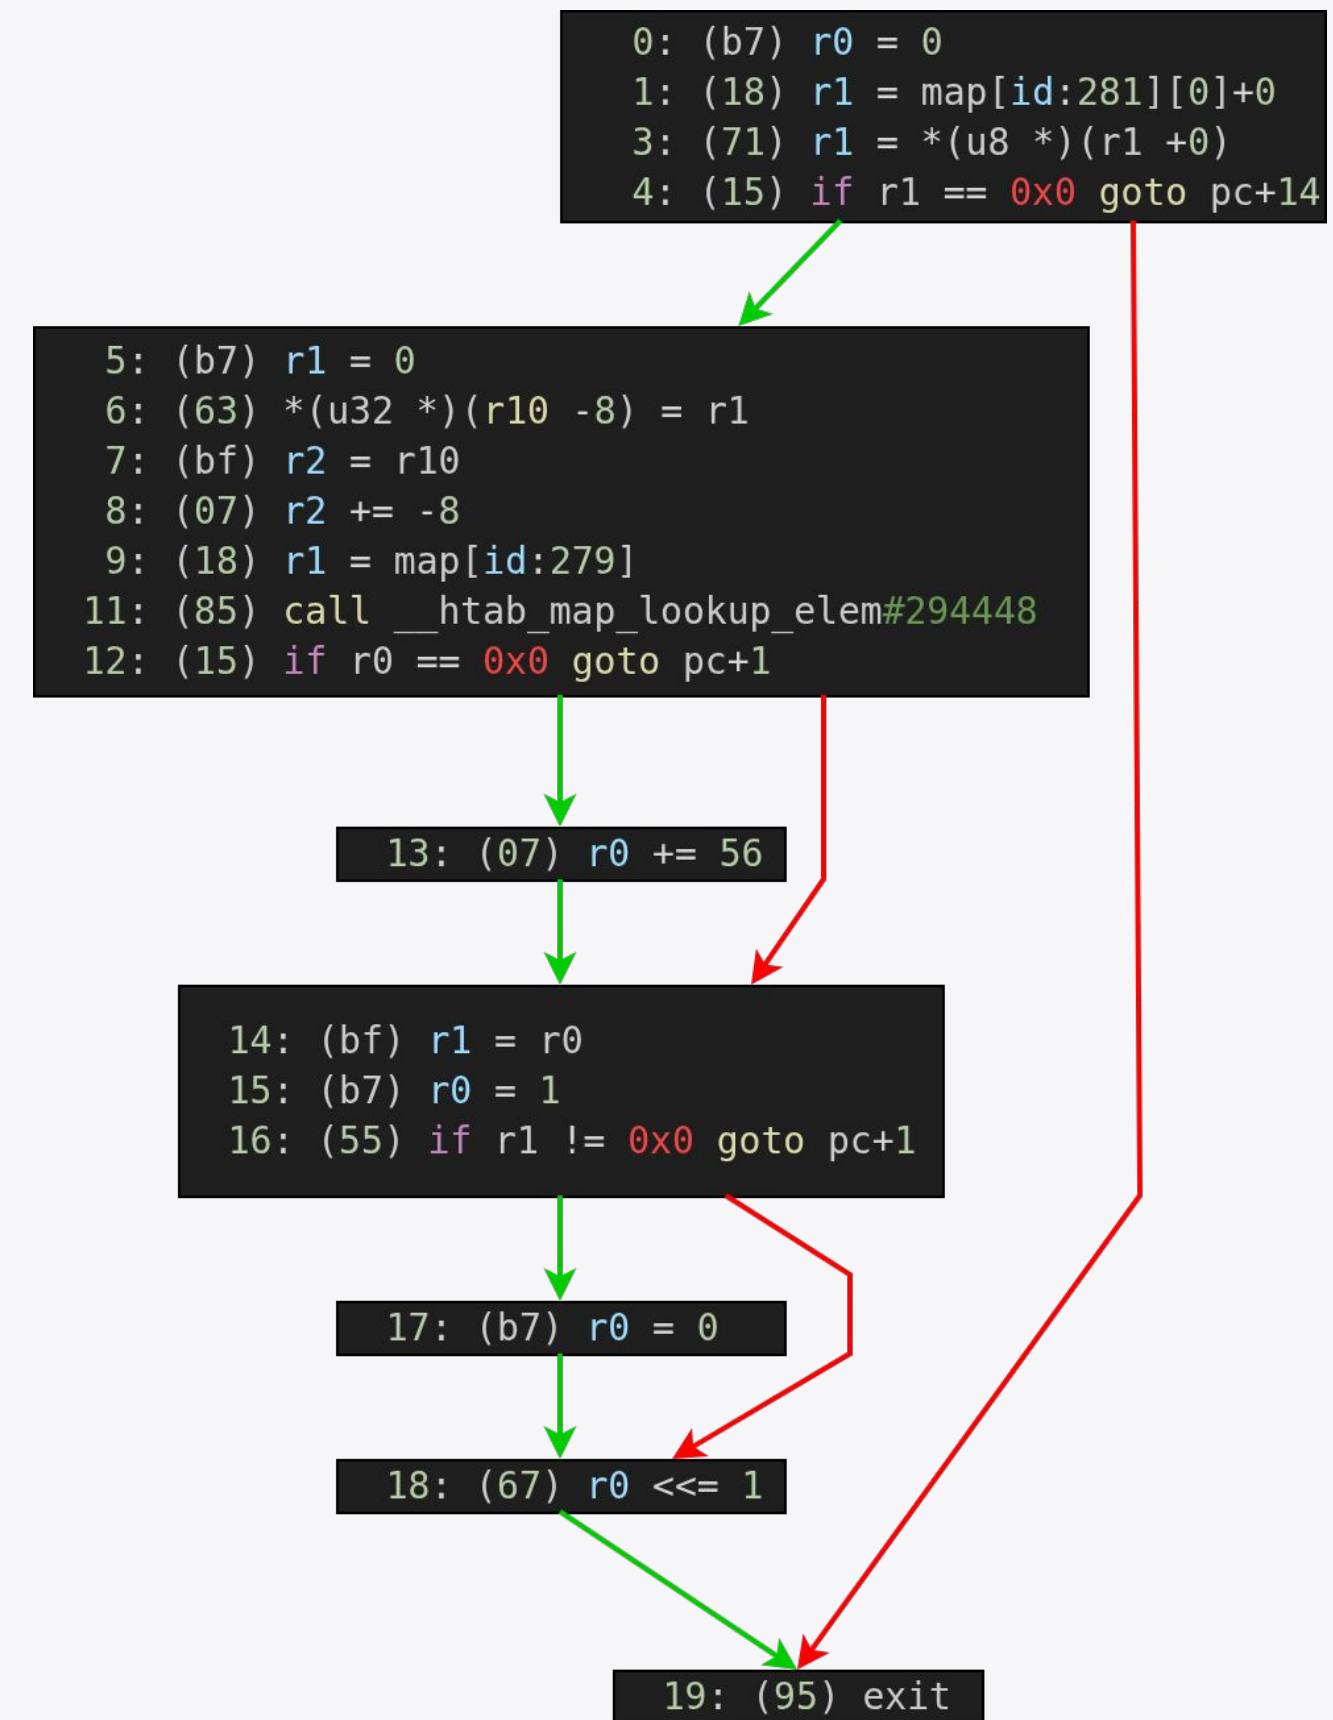 0: (b7) r0 = 0
1: (18) r1 = map[id:281][0]+0
3: (71) r1 = *(u8 *)(r1 +0)
4: (15) if r1 == 0x0 goto pc+14
5: (b7) r1 = 0
6: (63) *(u32 *)(r10 -8) = r1
7: (bf) r2 = r10
8: (07) r2 += -8
9: (18) r1 = map[id:279]
11: (85) call __htab_map_lookup_elem#294448
12: (15) if r0 == 0x0 goto pc+1
13: (07) r0 += 56
14: (bf) r1 = r0
15: (b7) r0 = 1
16: (55) if r1 != 0x0 goto pc+1
17: (b7) r0 = 0
18: (67) r0 <<= 1
19: (95) exit